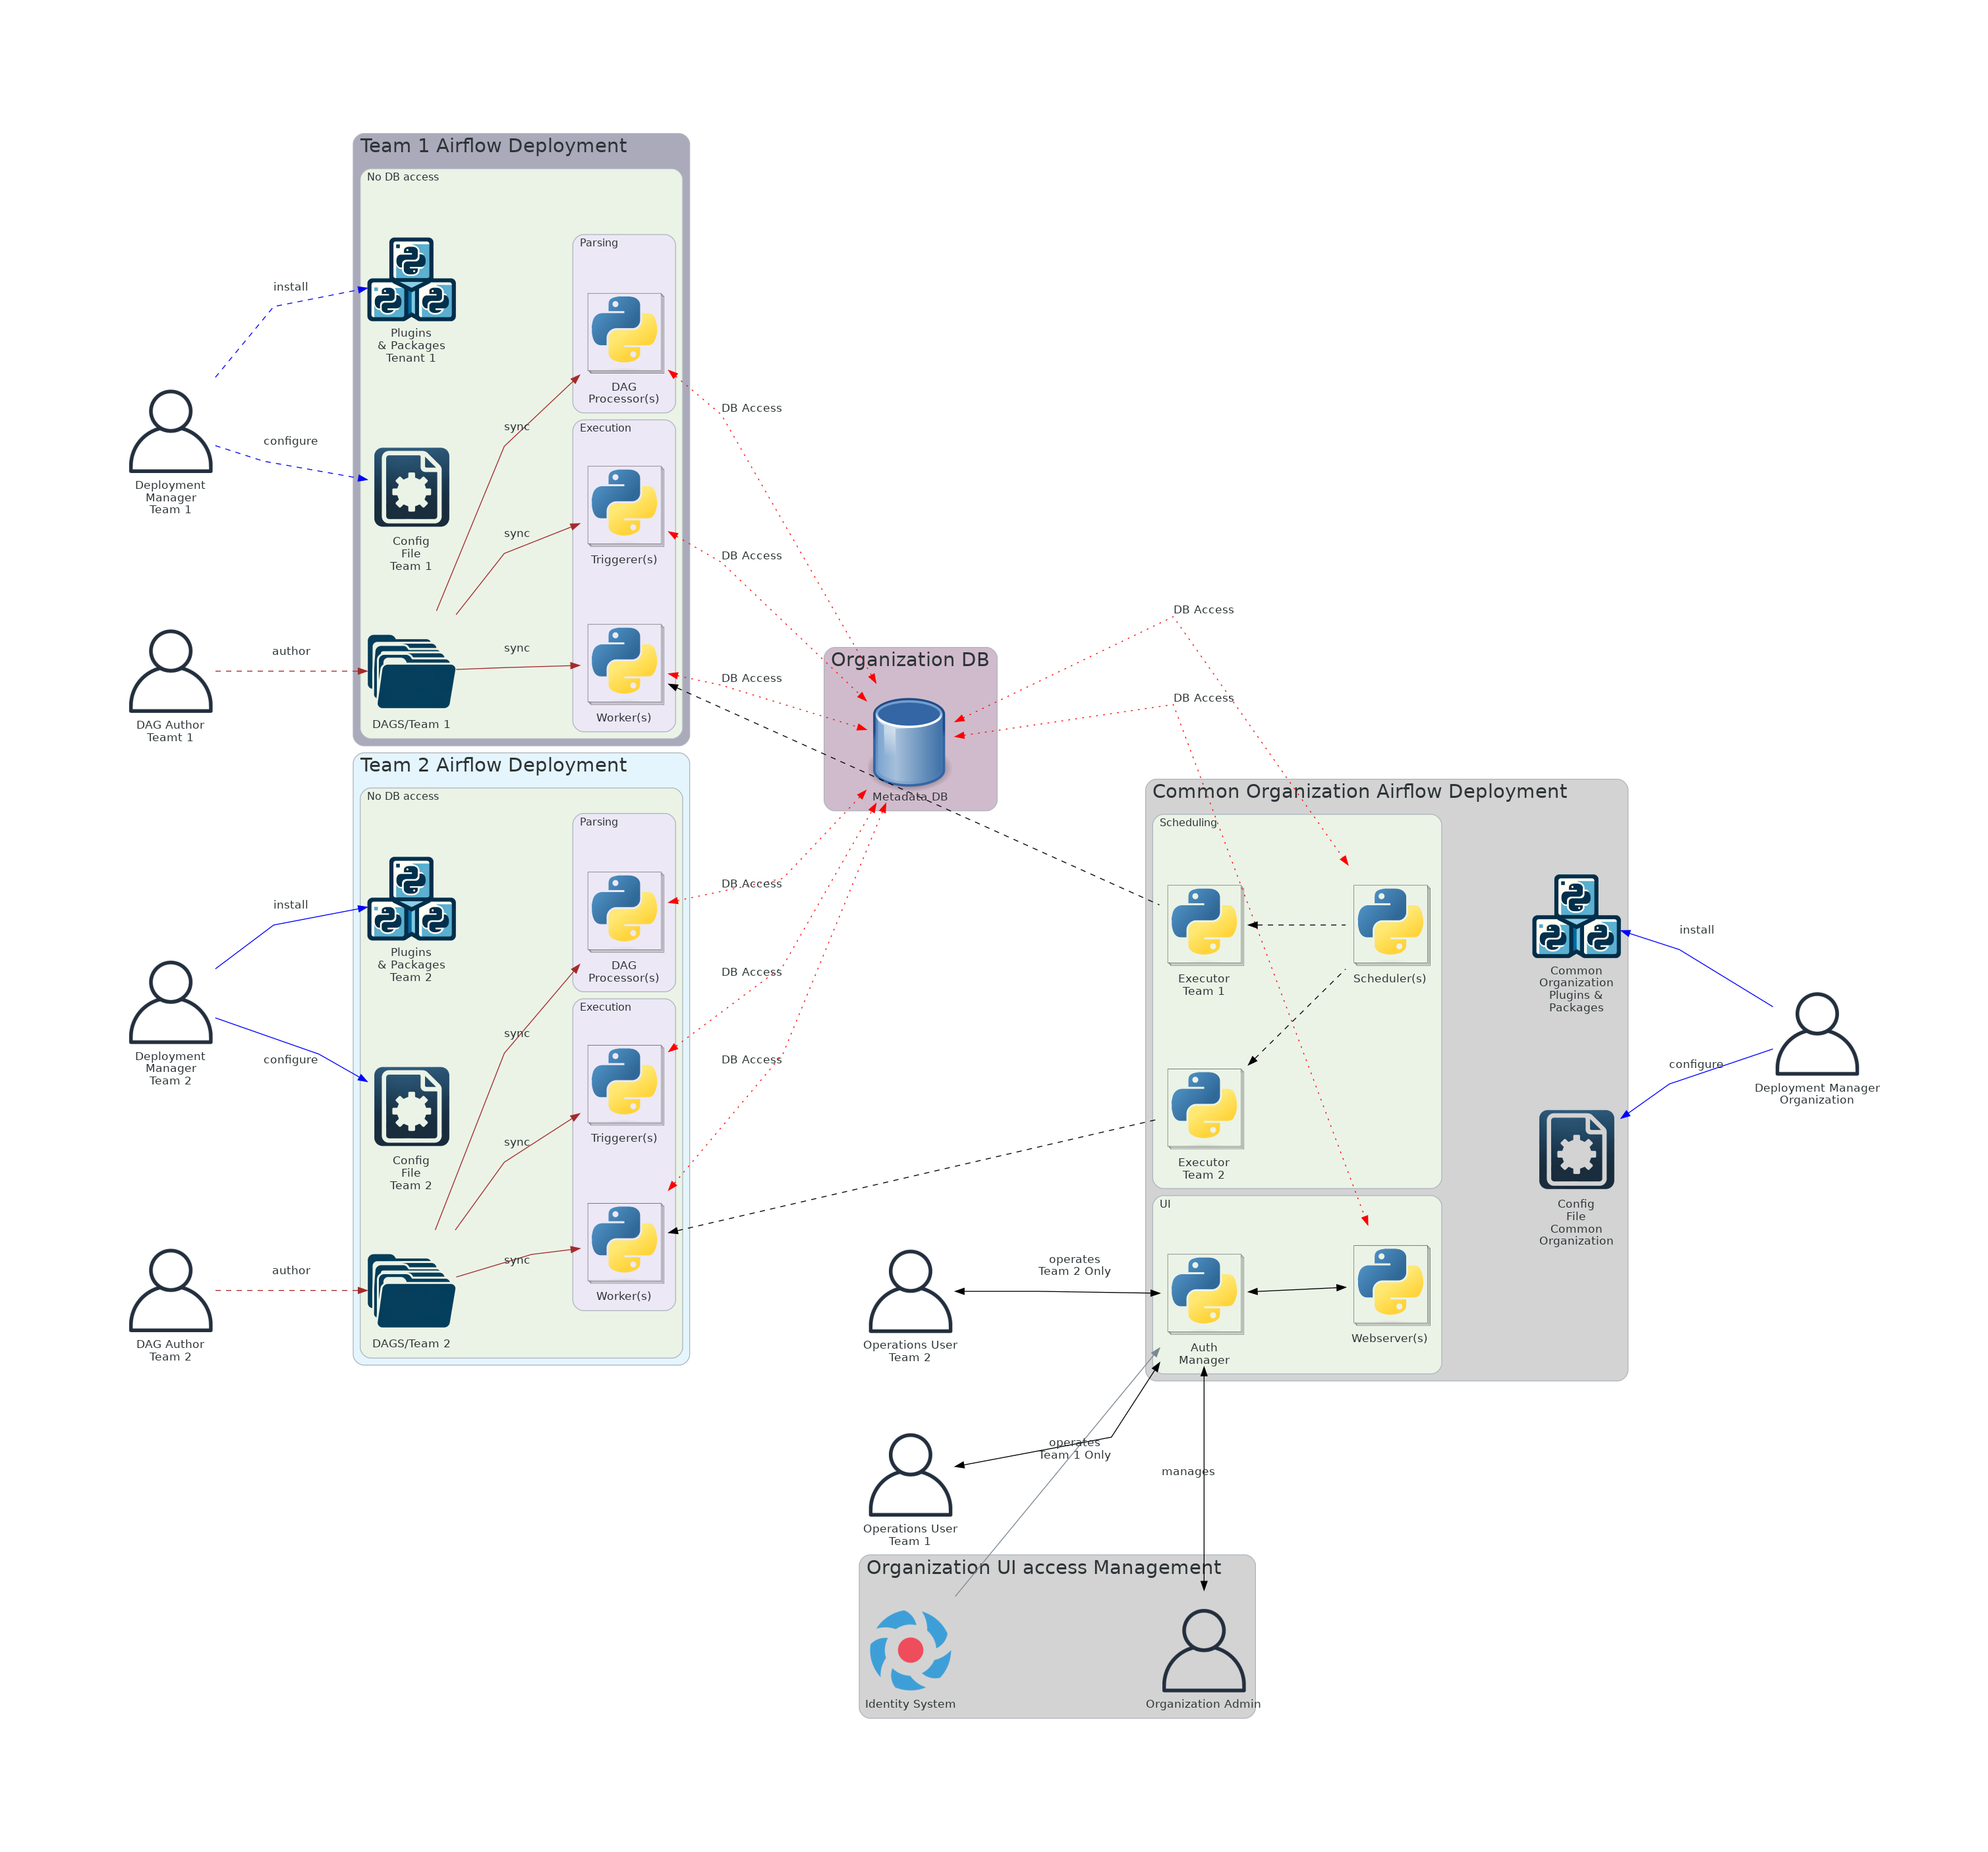 Team 1 Airflow Deployment
No DB access
Parsing
install
Plugins
& Packages
Tenant 1
DAG
Processor(s)
DB Access
Execution
configure
sync
Deployment
Manager
Team 1
Config
File
Team 1
sync
Triggerer(s)
DB Access
DB Access
author
sync
DB Access
Organization DB
DB Access
DAG Author
Teamt 1
DAGS/Team 1
Worker(s)
Metadata DB
Team 2 Airflow Deployment
No DB access
Parsing
install
Plugins
& Packages
Team 2
DAG
Processor(s)
DB Access
DB Access
Execution
sync
configure
DB Access
Deployment
Manager
Team 2
Config
File
Team 2
sync
Triggerer(s)
author
sync
Worker(s)
DAG Author
Team 2
DAGS/Team 2
Common Organization Airflow Deployment
Scheduling
Executor
Team 1
Scheduler(s)
Common
Organization
Plugins &
Packages
install
configure
Deployment Manager
Organization
Executor
Team 2
Config
File
Common
Organization
UI
operates
Team 2 Only
Operations User
Team 2
Auth
Manager
Webserver(s)
operates
Team 1 Only
manages
Operations User
Team 1
Organization UI access Management
Identity System
Organization Admin